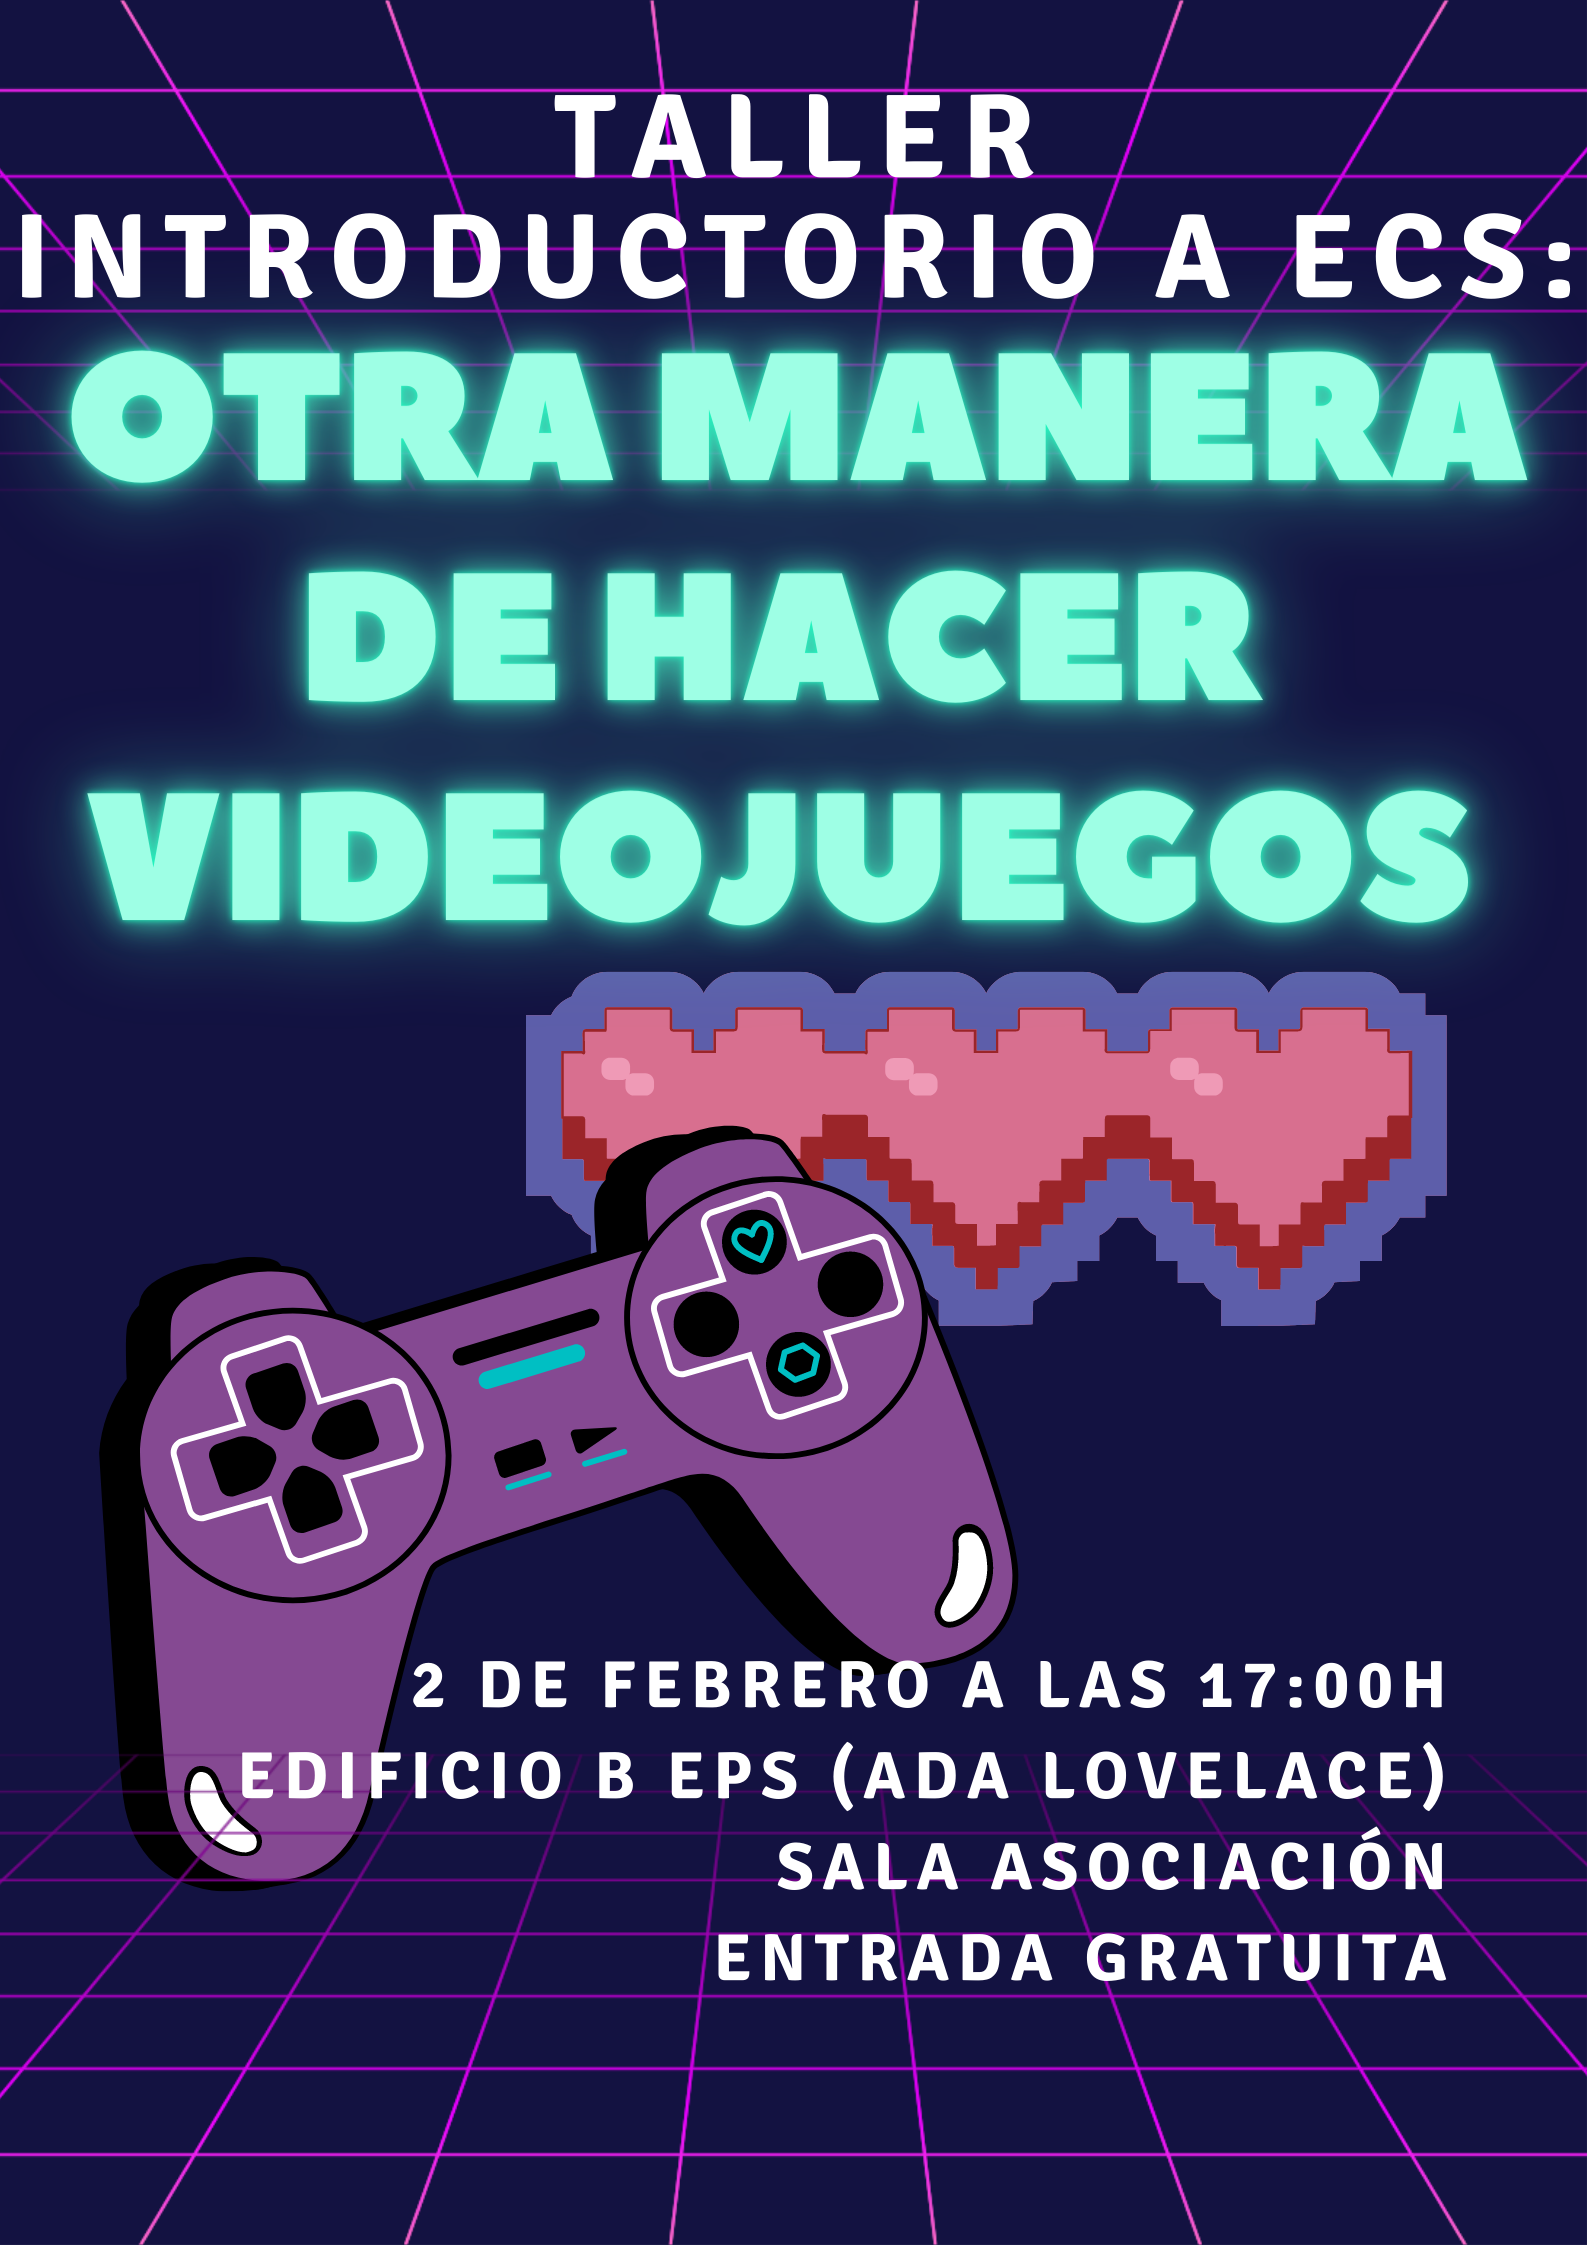 TALLER
INTRODUCTORIO A ECS:
OTRA MANERA
DE HACER
VIDEOJUEGOS
2 DE FEBRERO A LAS 17:00H
EDIFICIO B EPS (ADA LOVELACE)
SALA ASOCIACIÓN
ENTRADA GRATUITA